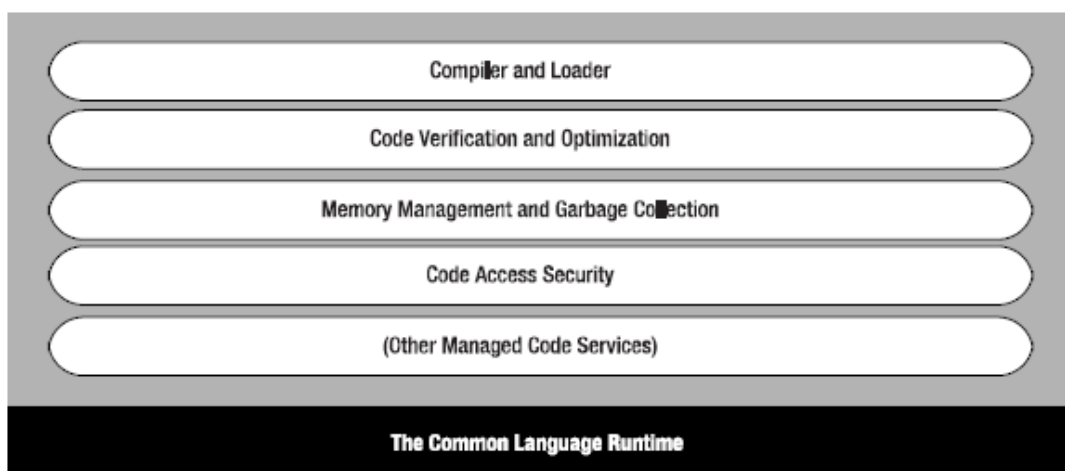 Compiler and Loader
Code Verification and Optimization
Memory Management and Garbage Collection
Code Access Security
(Other Managed Code Services)
The Common Language Runtime